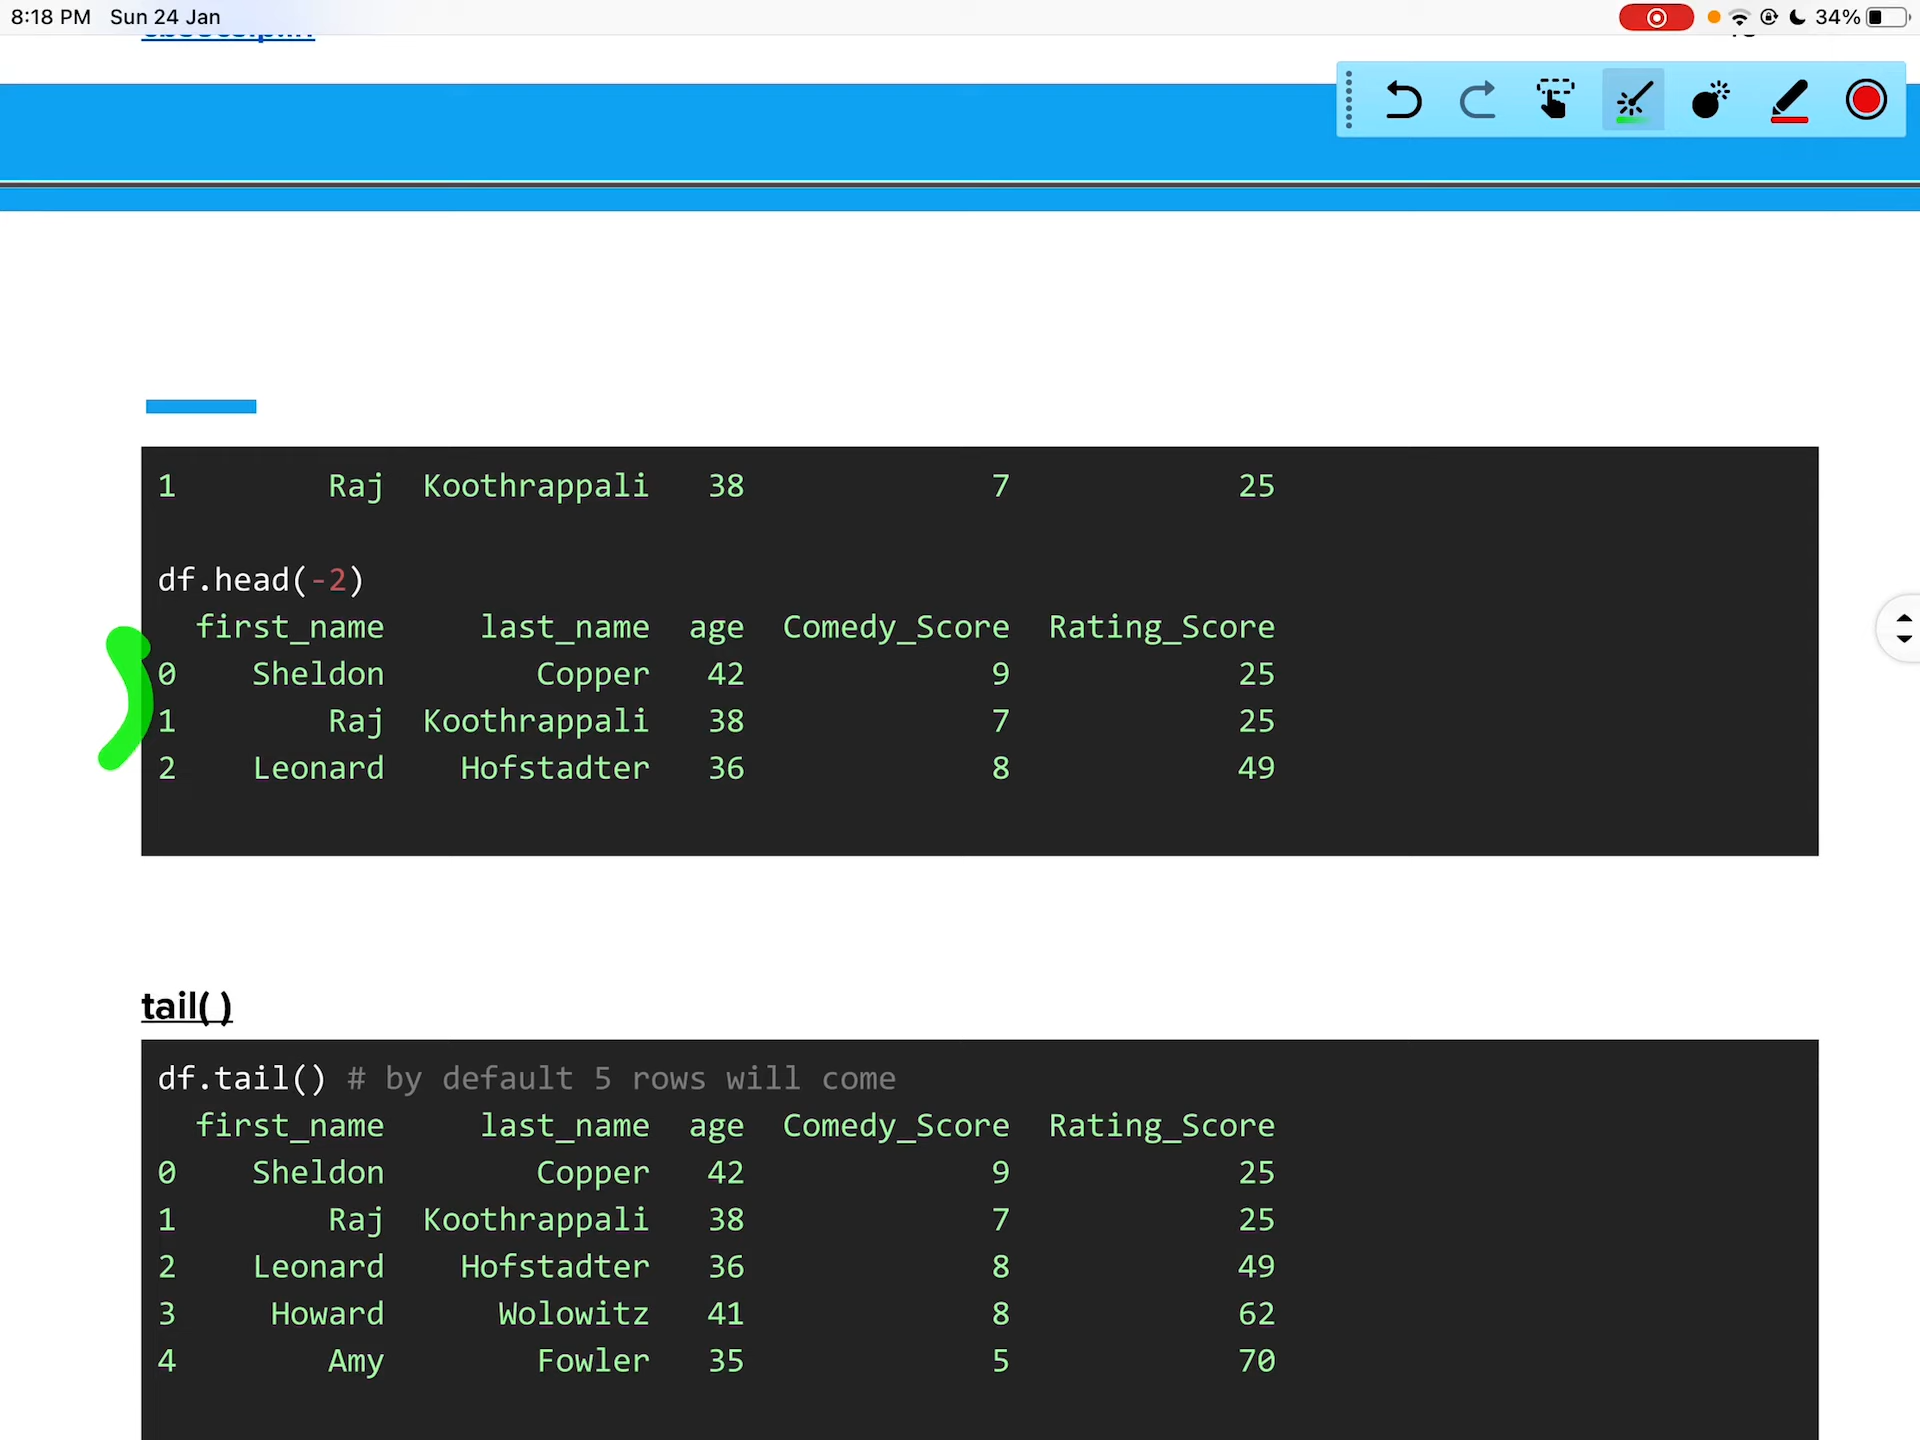 8:18 PM Sun 24 Jan 34%
1 Raj Koothrappali 38 7 25
df.head(-2)
first_name last_name age Comedy_Score Rating_Score
0 Sheldon Copper 42 9 25
1 Raj Koothrappali 38 7 25
2 Leonard Hofstadter 36 8 49
tail( )
df.tail() # by default 5 rows will come
first_name last_name age Comedy_Score Rating_Score
0 Sheldon Copper 42 9 25
1 Raj Koothrappali 38 7 25
2 Leonard Hofstadter 36 8 49
3 Howard Wolowitz 41 8 62
4 Amy Fowler 35 5 70